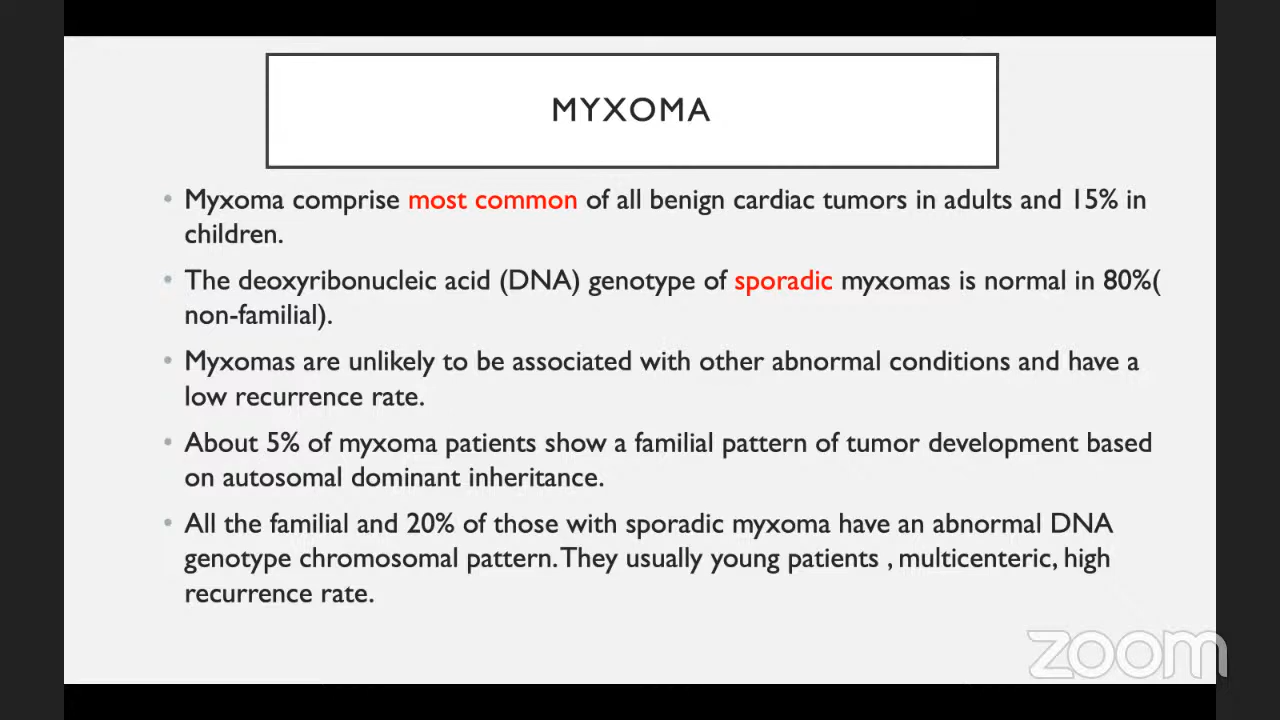 MYXOMA
• Myxoma comprise most common of all benign cardiac tumors in adults and 15% in
children.
• The deoxyribonucleic acid (DNA) genotype of sporadic myxomas is normal in 80%(
non-familial).
• Myxomas are unlikely to be associated with other abnormal conditions and have a
low recurrence rate.
• About 5% of myxoma patients show a familial pattern of tumor development based
on autosomal dominant inheritance.
• All the familial and 20% of those with sporadic myxoma have an abnormal DNA
genotype chromosomal pattern. They usually young patients , multicenteric, high
recurrence rate.
zoom